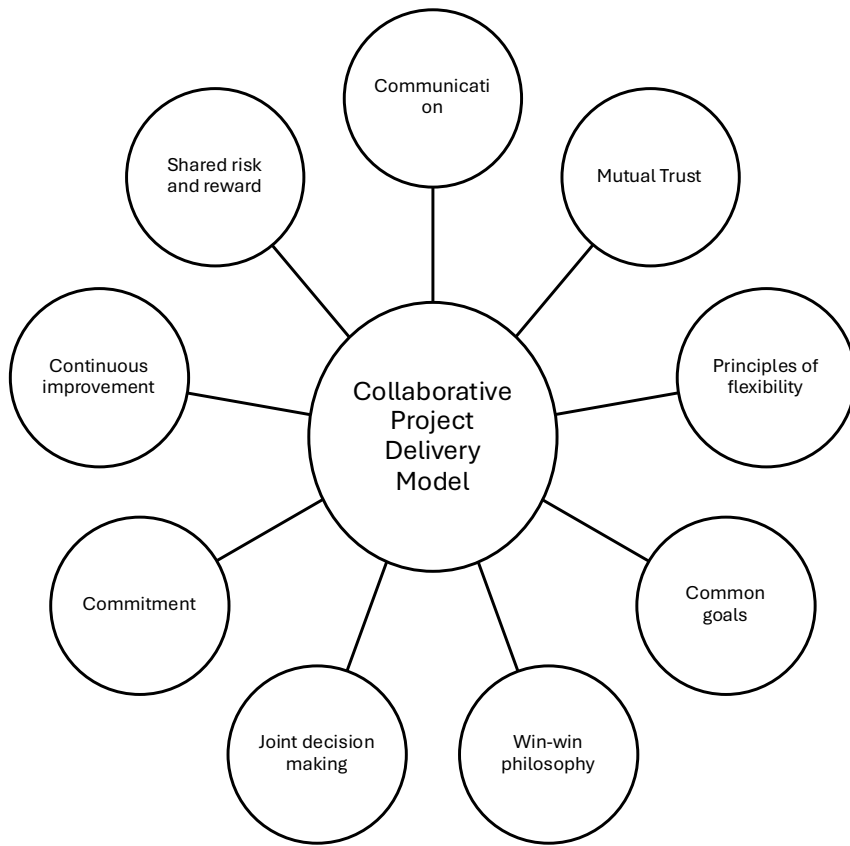 Communicati
on
Shared risk
and reward
Mutual Trust
Continuous
improvement
Principles of
flexibility
Collaborative
Project
Delivery
Model
Commitment
Common
goals
Joint decision
making
Win-win
philosophy